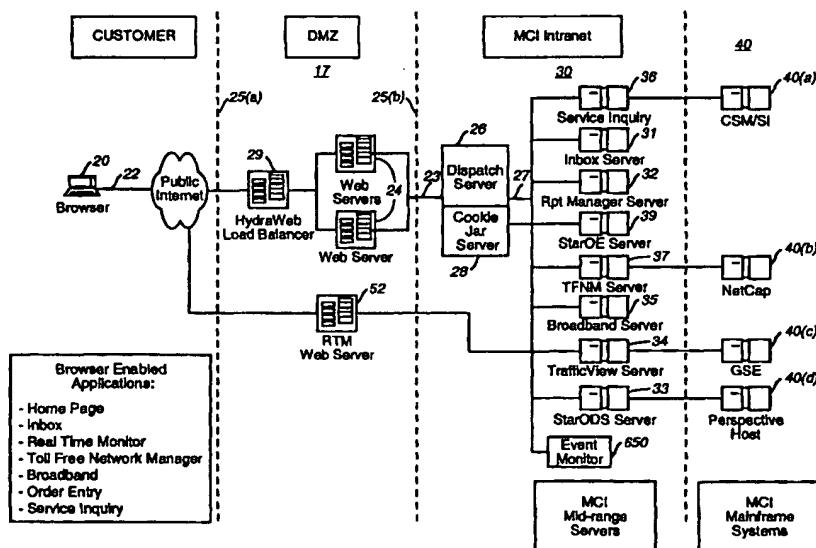 CUSTOMER
DMZ
MCI Intranet
40
17
30
25(a)
25(b)
36
40(a)
Service Inquiry
CSM/SI
26
31
Inbox Server
20
22
Browser
Public
Internet
29
HydraWeb
Load Balancer
Web
Servers
24
Web Server
23
Dispatch
Server
27
Cookie
Jar
Server
28
32
Rpt Manager Server
39
StarOE Server
37
TFNM Server
40(b)
NetCap
35
Broadband Server
52
RTM
Web Server
34
TrafficView Server
40(c)
GSE
33
StarODS Server
40(d)
Perspective
Host
Event
Monitor
650
Browser Enabled
Applications:
- Home Page
- Inbox
- Real Time Monitor
- Toll Free Network Manager
- Broadband
- Order Entry
- Service Inquiry
MCI
Mid-range
Servers
MCI
Mainframe
Systems